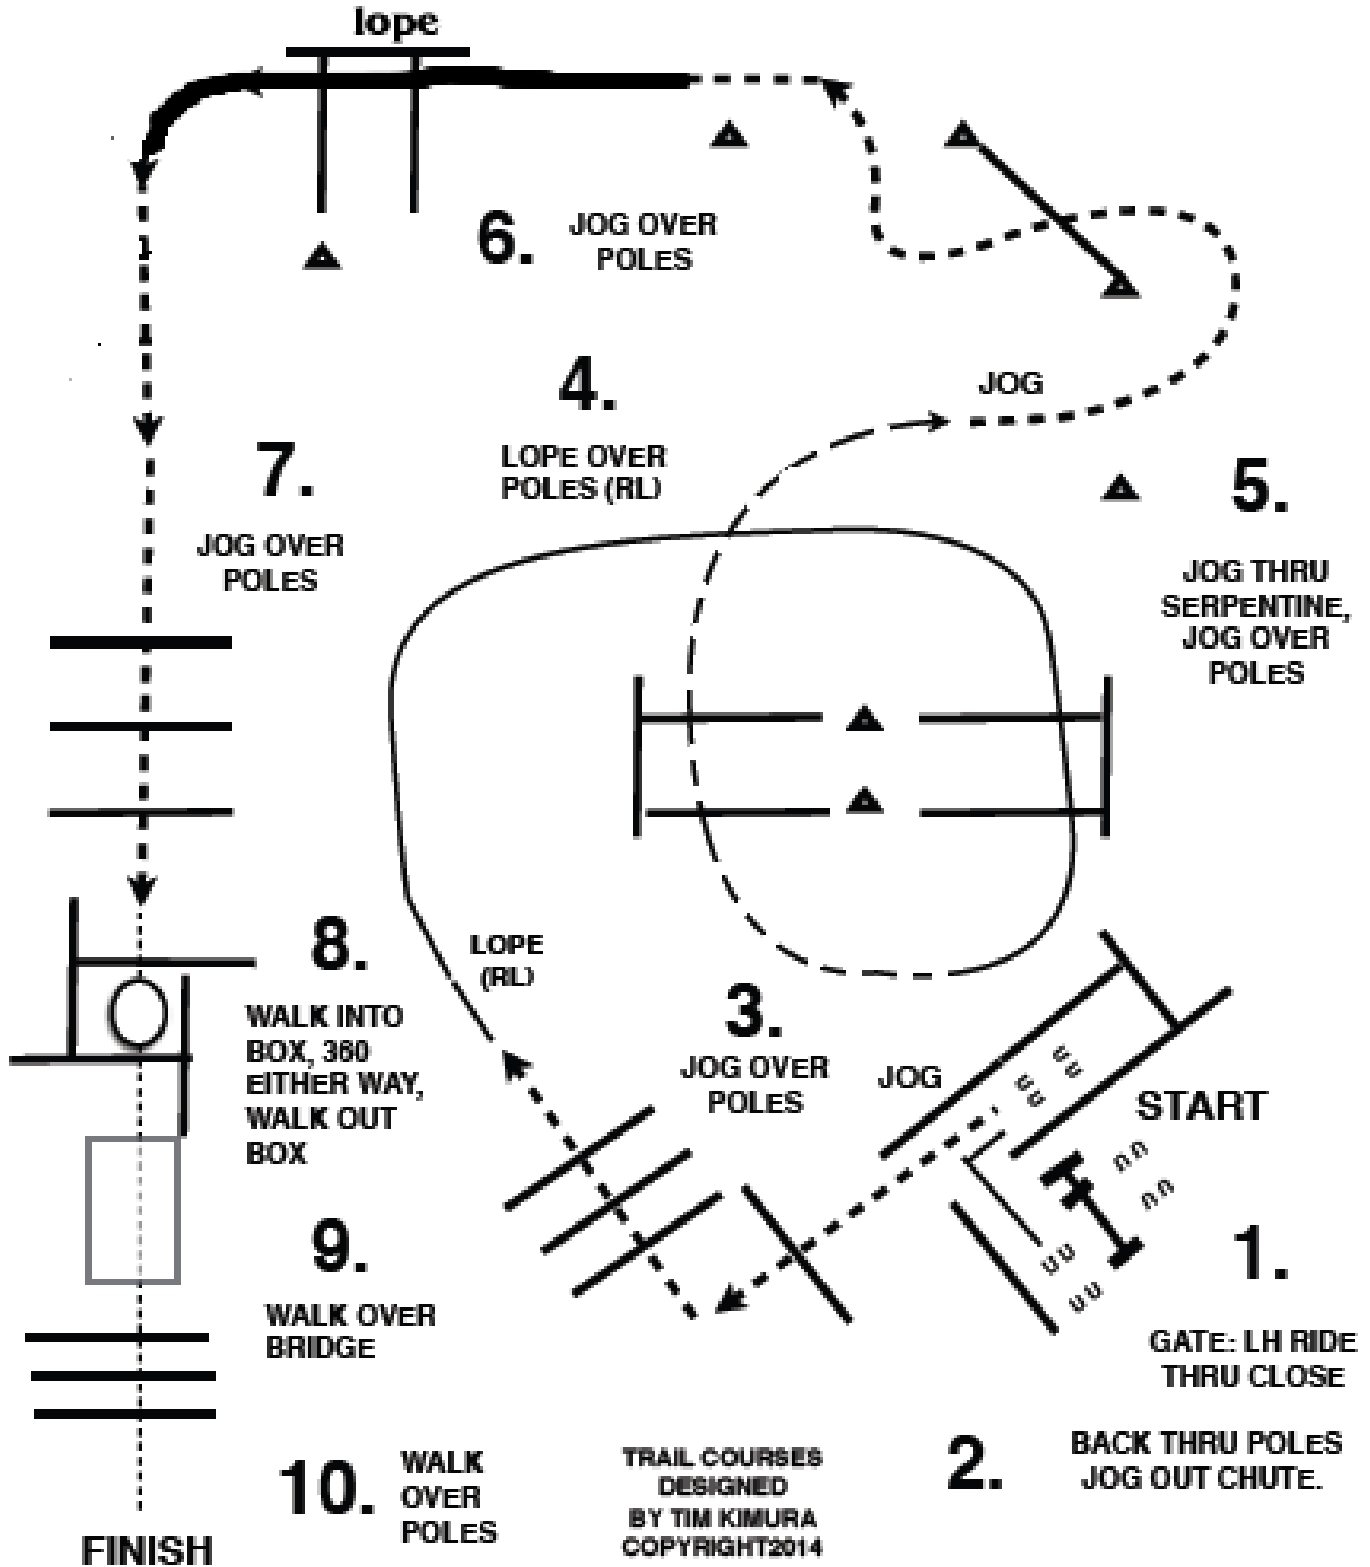 lope
6.
JOG OVER
POLES
4.
LOPE OVER
POLES (RL)
JOG
7.
JOG OVER
POLES
5.
JOG THRU
SERPENTINE,
JOG OVER
POLES
8.
WALK INTO
BOX, 360
EITHER WAY,
WALK OUT
BOX
LOPE
(RL)
3.
JOG OVER
POLES
JOG
START
1.
GATE: LH RIDE
THRU CLOSE
9.
WALK OVER
BRIDGE
2.
BACK THRU POLES
JOG OUT CHUTE.
10.
WALK
OVER
POLES
TRAIL COURSES
DESIGNED
BY TIM KIMURA
COPYRIGHT2014
FINISH